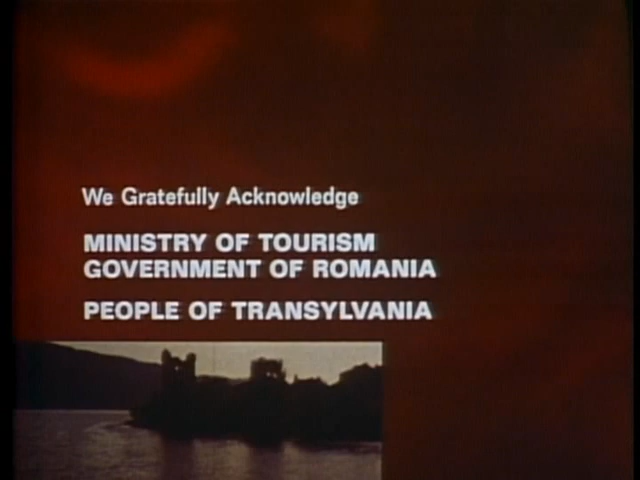 We Gratefully Acknowledge
MINISTRY OF TOURISM
GOVERNMENT OF ROMANIA
PEOPLE OF TRANSYLVANIA